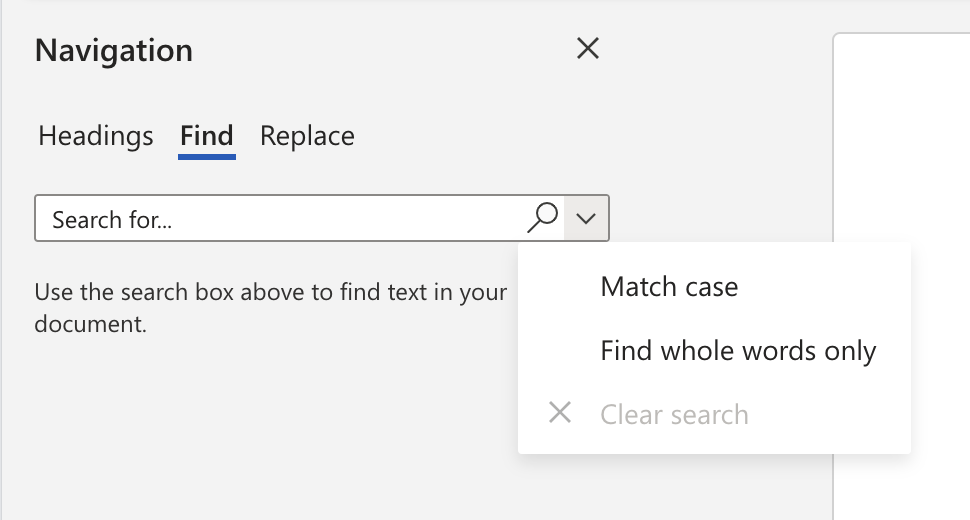 Navigation
Headings Find Replace
Search for...
Use the search box above to find text in your
document.
Match case
Find whole words only
Clear search